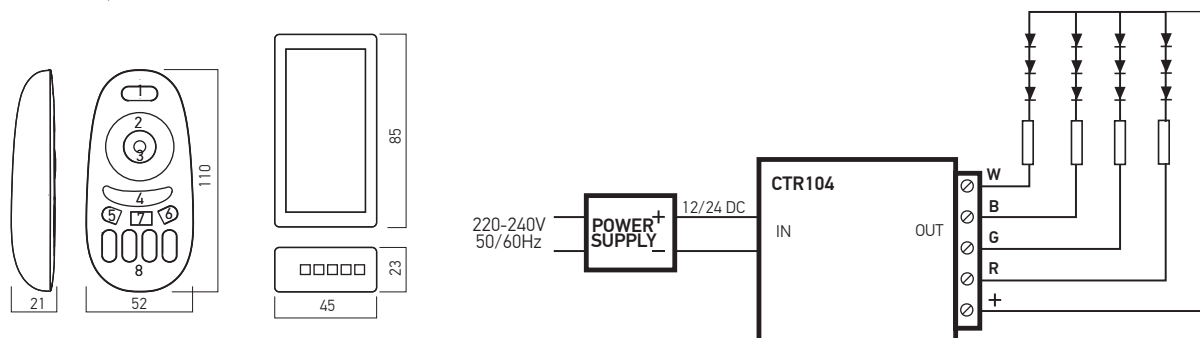 1
2
3
4
5
6
7
8
110
21
52
85
23
45
220-240V
50/60Hz
POWER
SUPPLY
+
−
12/24 DC
CTR104
IN
OUT
W
B
G
R
+